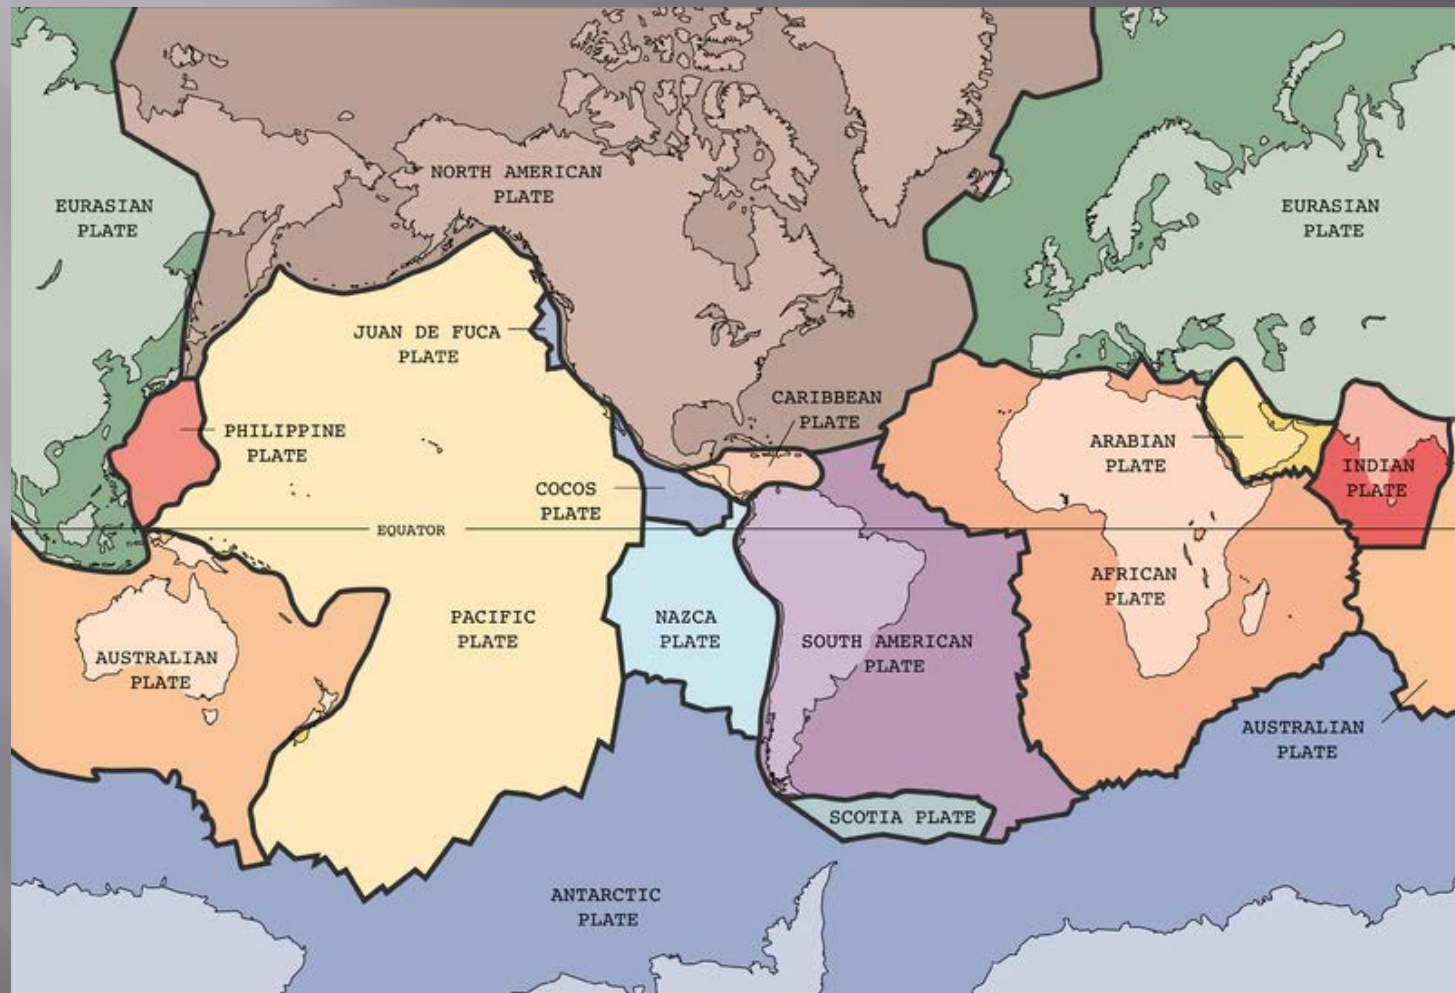 NORTH AMERICAN
PLATE
EURASIAN
PLATE
EURASIAN
PLATE
JUAN DE FUCA
PLATE
CARIBBEAN
PLATE
PHILIPPINE
PLATE
ARABIAN
PLATE
INDIAN
PLATE
COCOS
PLATE
EQUATOR
AFRICAN
PLATE
PACIFIC
PLATE
NAZCA
PLATE
SOUTH AMERICAN
PLATE
AUSTRALIAN
PLATE
AUSTRALIAN
PLATE
SCOTIA PLATE
ANTARCTIC
PLATE